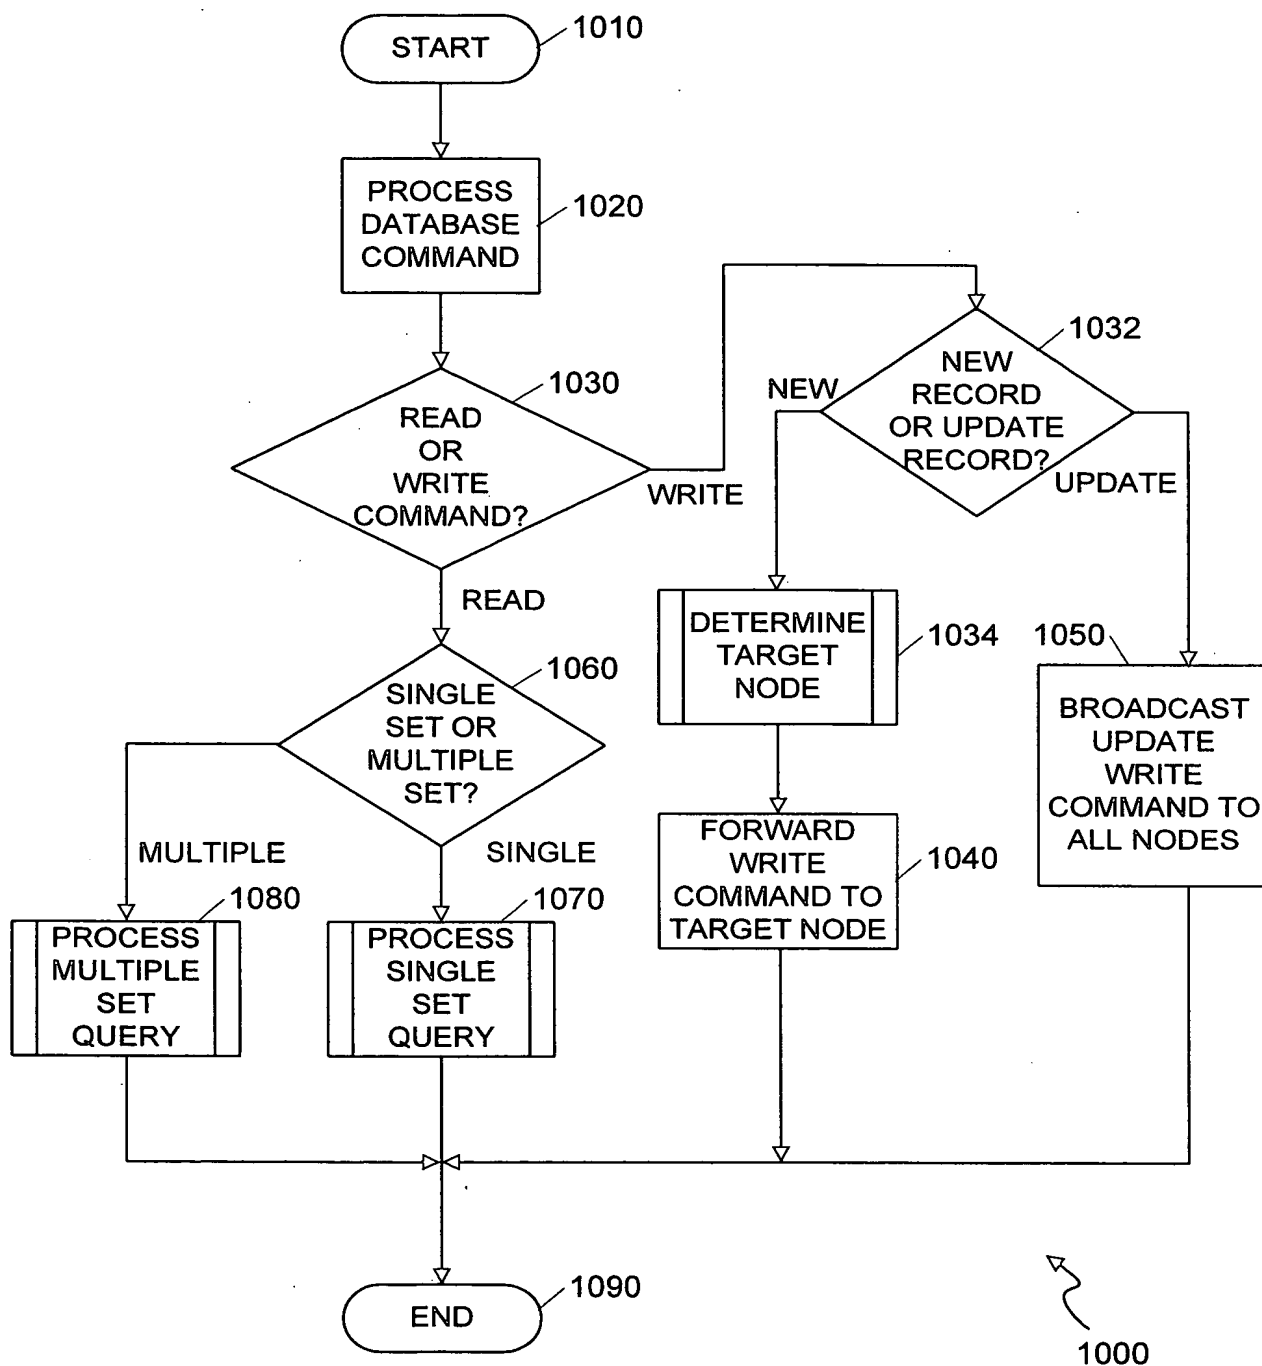 START
1010
PROCESS
DATABASE
COMMAND
1020
READ
OR
WRITE
COMMAND?
1030
WRITE
READ
NEW
RECORD
OR UPDATE
RECORD?
1032
NEW
UPDATE
DETERMINE
TARGET
NODE
1034
FORWARD
WRITE
COMMAND TO
TARGET NODE
1040
1050
BROADCAST
UPDATE
WRITE
COMMAND TO
ALL NODES
SINGLE
SET OR
MULTIPLE
SET?
1060
MULTIPLE
SINGLE
1080
PROCESS
MULTIPLE
SET
QUERY
1070
PROCESS
SINGLE
SET
QUERY
END
1090
1000